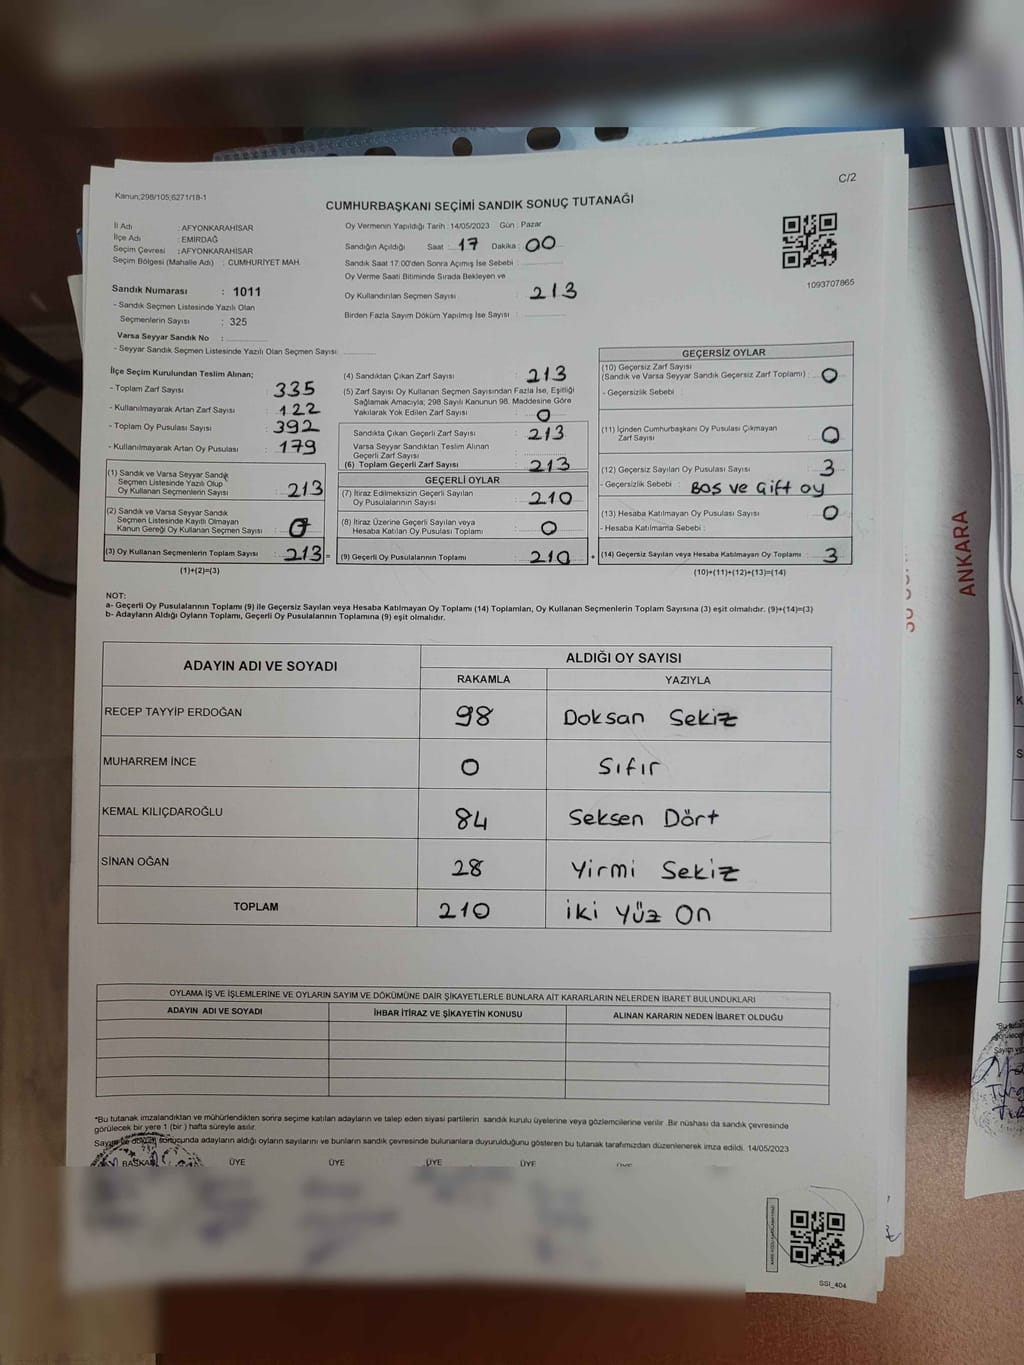 C/2
Kanun;298/105;6271/18-1
CUMHURBAŞKANI SEÇİMİ SANDIK SONUÇ TUTANAĞI
İl Adı : AFYONKARAHİSAR
İlçe Adı : EMİRDAĞ
Seçim Çevresi : AFYONKARAHİSAR
Seçim Bölgesi (Mahalle Adı) : CUMHURİYET MAH.
Sandık Numarası : 1011
- Sandık Seçmen Listesinde Yazılı Olan
Seçmenlerin Sayısı : 325
Varsa Seyyar Sandık No :
- Seyyar Sandık Seçmen Listesinde Yazılı Olan Seçmen Sayısı:
Oy Vermenin Yapıldığı Tarih : 14/05/2023 Gün : Pazar
Sandığın Açıldığı Saat : 17 Dakika : 00
Sandık Saat 17:00'den Sonra Açımış İse Sebebi :
Oy Verme Saati Bitiminde Sırada Bekleyen ve
Oy Kullandırılan Seçmen Sayısı : 213
Birden Fazla Sayım Döküm Yapılmış İse Sayısı :
1093707865
İlçe Seçim Kurulundan Teslim Alınan;
- Toplam Zarf Sayısı : 335
- Kullanılmayarak Artan Zarf Sayısı : 122
- Toplam Oy Pusulası Sayısı : 392
- Kullanılmayarak Artan Oy Pusulası : 179
(1) Sandık ve Varsa Seyyar Sandık
Seçmen Listesinde Yazılı Olup
Oy Kullanan Seçmenlerin Sayısı : 213
(2) Sandık ve Varsa Seyyar Sandık
Seçmen Listesinde Kayıtlı Olmayan
Kanun Gereği Oy Kullanan Seçmen Sayısı : 0
(3) Oy Kullanan Seçmenlerin Toplam Sayısı : 213 =
(1)+(2)=(3)
(4) Sandıktan Çıkan Zarf Sayısı : 213
(5) Zarf Sayısı Oy Kullanan Seçmen Sayısından Fazla İse, Eşitliği
Sağlamak Amacıyla; 298 Sayılı Kanunun 98. Maddesine Göre
Yakılarak Yok Edilen Zarf Sayısı : 0
Sandıkta Çıkan Geçerli Zarf Sayısı : 213
Varsa Seyyar Sandıktan Teslim Alınan
Geçerli Zarf Sayısı :
(6) Toplam Geçerli Zarf Sayısı : 213
GEÇERLİ OYLAR
(7) İtiraz Edilmeksizin Geçerli Sayılan
Oy Pusulalarının Sayısı : 210
(8) İtiraz Üzerine Geçerli Sayılan veya
Hesaba Katılan Oy Pusulası Toplamı : 0
(9) Geçerli Oy Pusulalarının Toplamı : 210 +
GEÇERSİZ OYLAR
(10) Geçersiz Zarf Sayısı
(Sandık ve Varsa Seyyar Sandık Geçersiz Zarf Toplamı) : 0
- Geçersizlik Sebebi :
(11) İçinden Cumhurbaşkanı Oy Pusulası Çıkmayan
Zarf Sayısı : 0
(12) Geçersiz Sayılan Oy Pusulası Sayısı : 3
- Geçersizlik Sebebi : Boş ve Çift oy
(13) Hesaba Katılmayan Oy Pusulası Sayısı : 0
- Hesaba Katılmama Sebebi :
(14) Geçersiz Sayılan veya Hesaba Katılmayan Oy Toplamı : 3
(10)+(11)+(12)+(13)=(14)
NOT:
a- Geçerli Oy Pusulalarının Toplamı (9) ile Geçersiz Sayılan veya Hesaba Katılmayan Oy Toplamı (14) Toplamları, Oy Kullanan Seçmenlerin Toplam Sayısına (3) eşit olmalıdır. (9)+(14)=(3)
b- Adayların Aldığı Oyların Toplamı, Geçerli Oy Pusulalarının Toplamına (9) eşit olmalıdır.
ADAYIN ADI VE SOYADI
ALDIĞI OY SAYISI
RAKAMLA YAZIYLA
RECEP TAYYİP ERDOĞAN 98 Doksan Sekiz
MUHARREM İNCE 0 Sıfır
KEMAL KILIÇDAROĞLU 84 Seksen Dört
SİNAN OĞAN 28 Yirmi Sekiz
TOPLAM 210 iki yüz on
OYLAMA İŞ VE İŞLEMLERİNE VE OYLARIN SAYIM VE DÖKÜMÜNE DAİR ŞİKAYETLERLE BUNLARA AİT KARARLARIN NELERDEN İBARET BULUNDUKLARI
ADAYIN ADI VE SOYADI İHBAR İTİRAZ VE ŞİKAYETİN KONUSU ALINAN KARARIN NEDEN İBARET OLDUĞU
*Bu tutanak imzalandıktan ve mühürlendikten sonra seçime katılan adayların ve talep eden siyasi partilerin sandık kurulu üyelerine veya gözlemcilerine verilir. Bir nüshası da sandık çevresinde
görülecek bir yere 1 (bir ) hafta süreyle asılır.
Sayım ve döküm sonucunda adayların aldığı oyların sayılarını ve bunların sandık çevresinde bulunanlara duyurulduğunu gösteren bu tutanak tarafımızdan düzenlenerek imza edildi. 14/05/2023
BAŞKAN ÜYE ÜYE ÜYE ÜYE ÜYE
SSİ_404
ANKARA